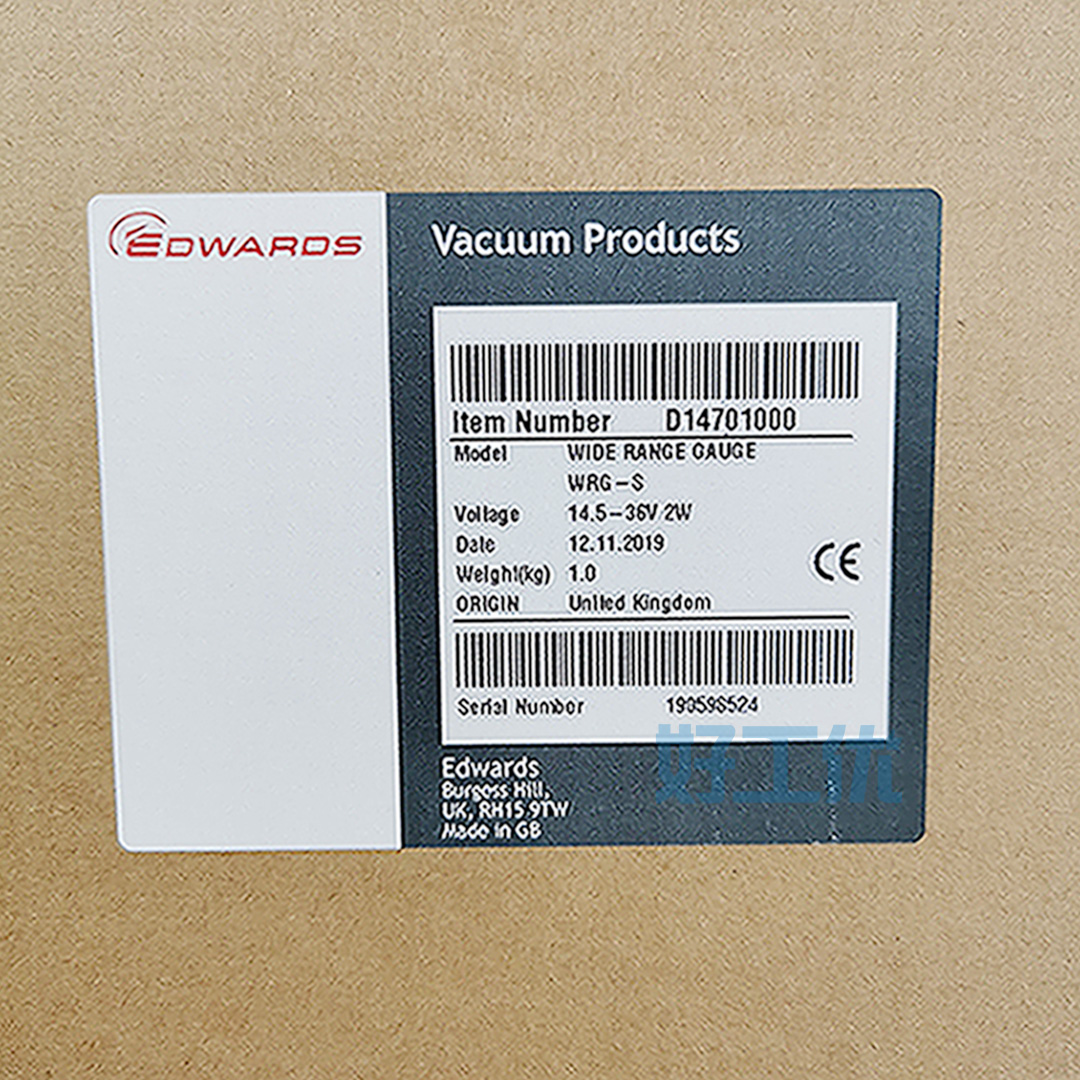 EDWARDS
Vacuum Products
Item Number D14701000
Model WIDE RANGE GAUGE
WRG-S
Voltage 14.5-36V 2W
Date 12.11.2019
Weight(kg) 1.0
ORIGIN United Kingdom
CE
Serial Number
好工优
Edwards
Burgess Hill,
UK, RH15 9TW
Made in GB